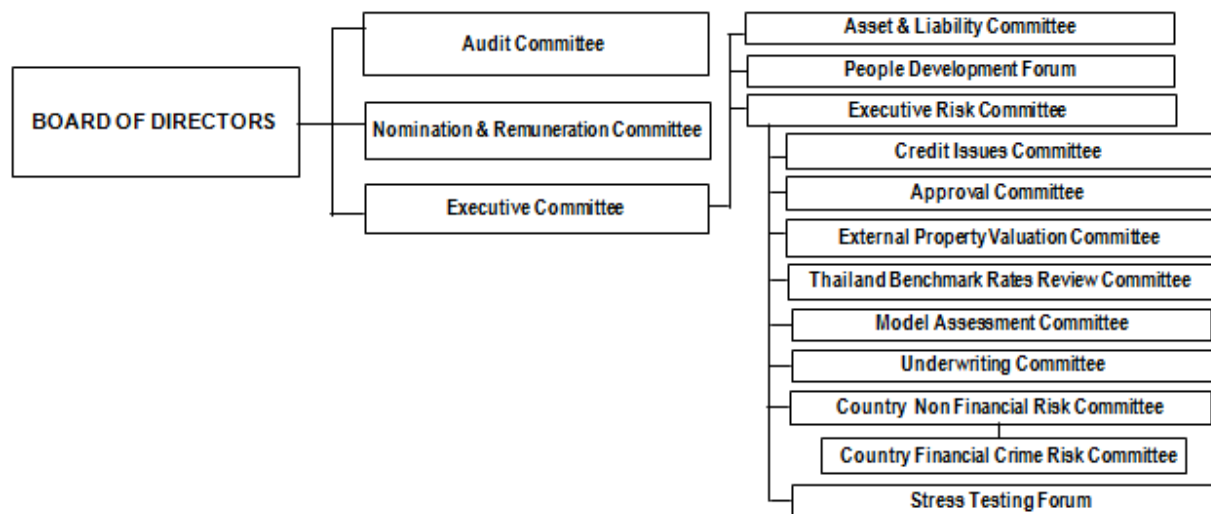 BOARD OF DIRECTORS
Audit Committee
Nomination & Remuneration Committee
Executive Committee
Asset & Liability Committee
People Development Forum
Executive Risk Committee
Credit Issues Committee
Approval Committee
External Property Valuation Committee
Thailand Benchmark Rates Review Committee
Model Assessment Committee
Underwriting Committee
Country Non Financial Risk Committee
Country Financial Crime Risk Committee
Stress Testing Forum